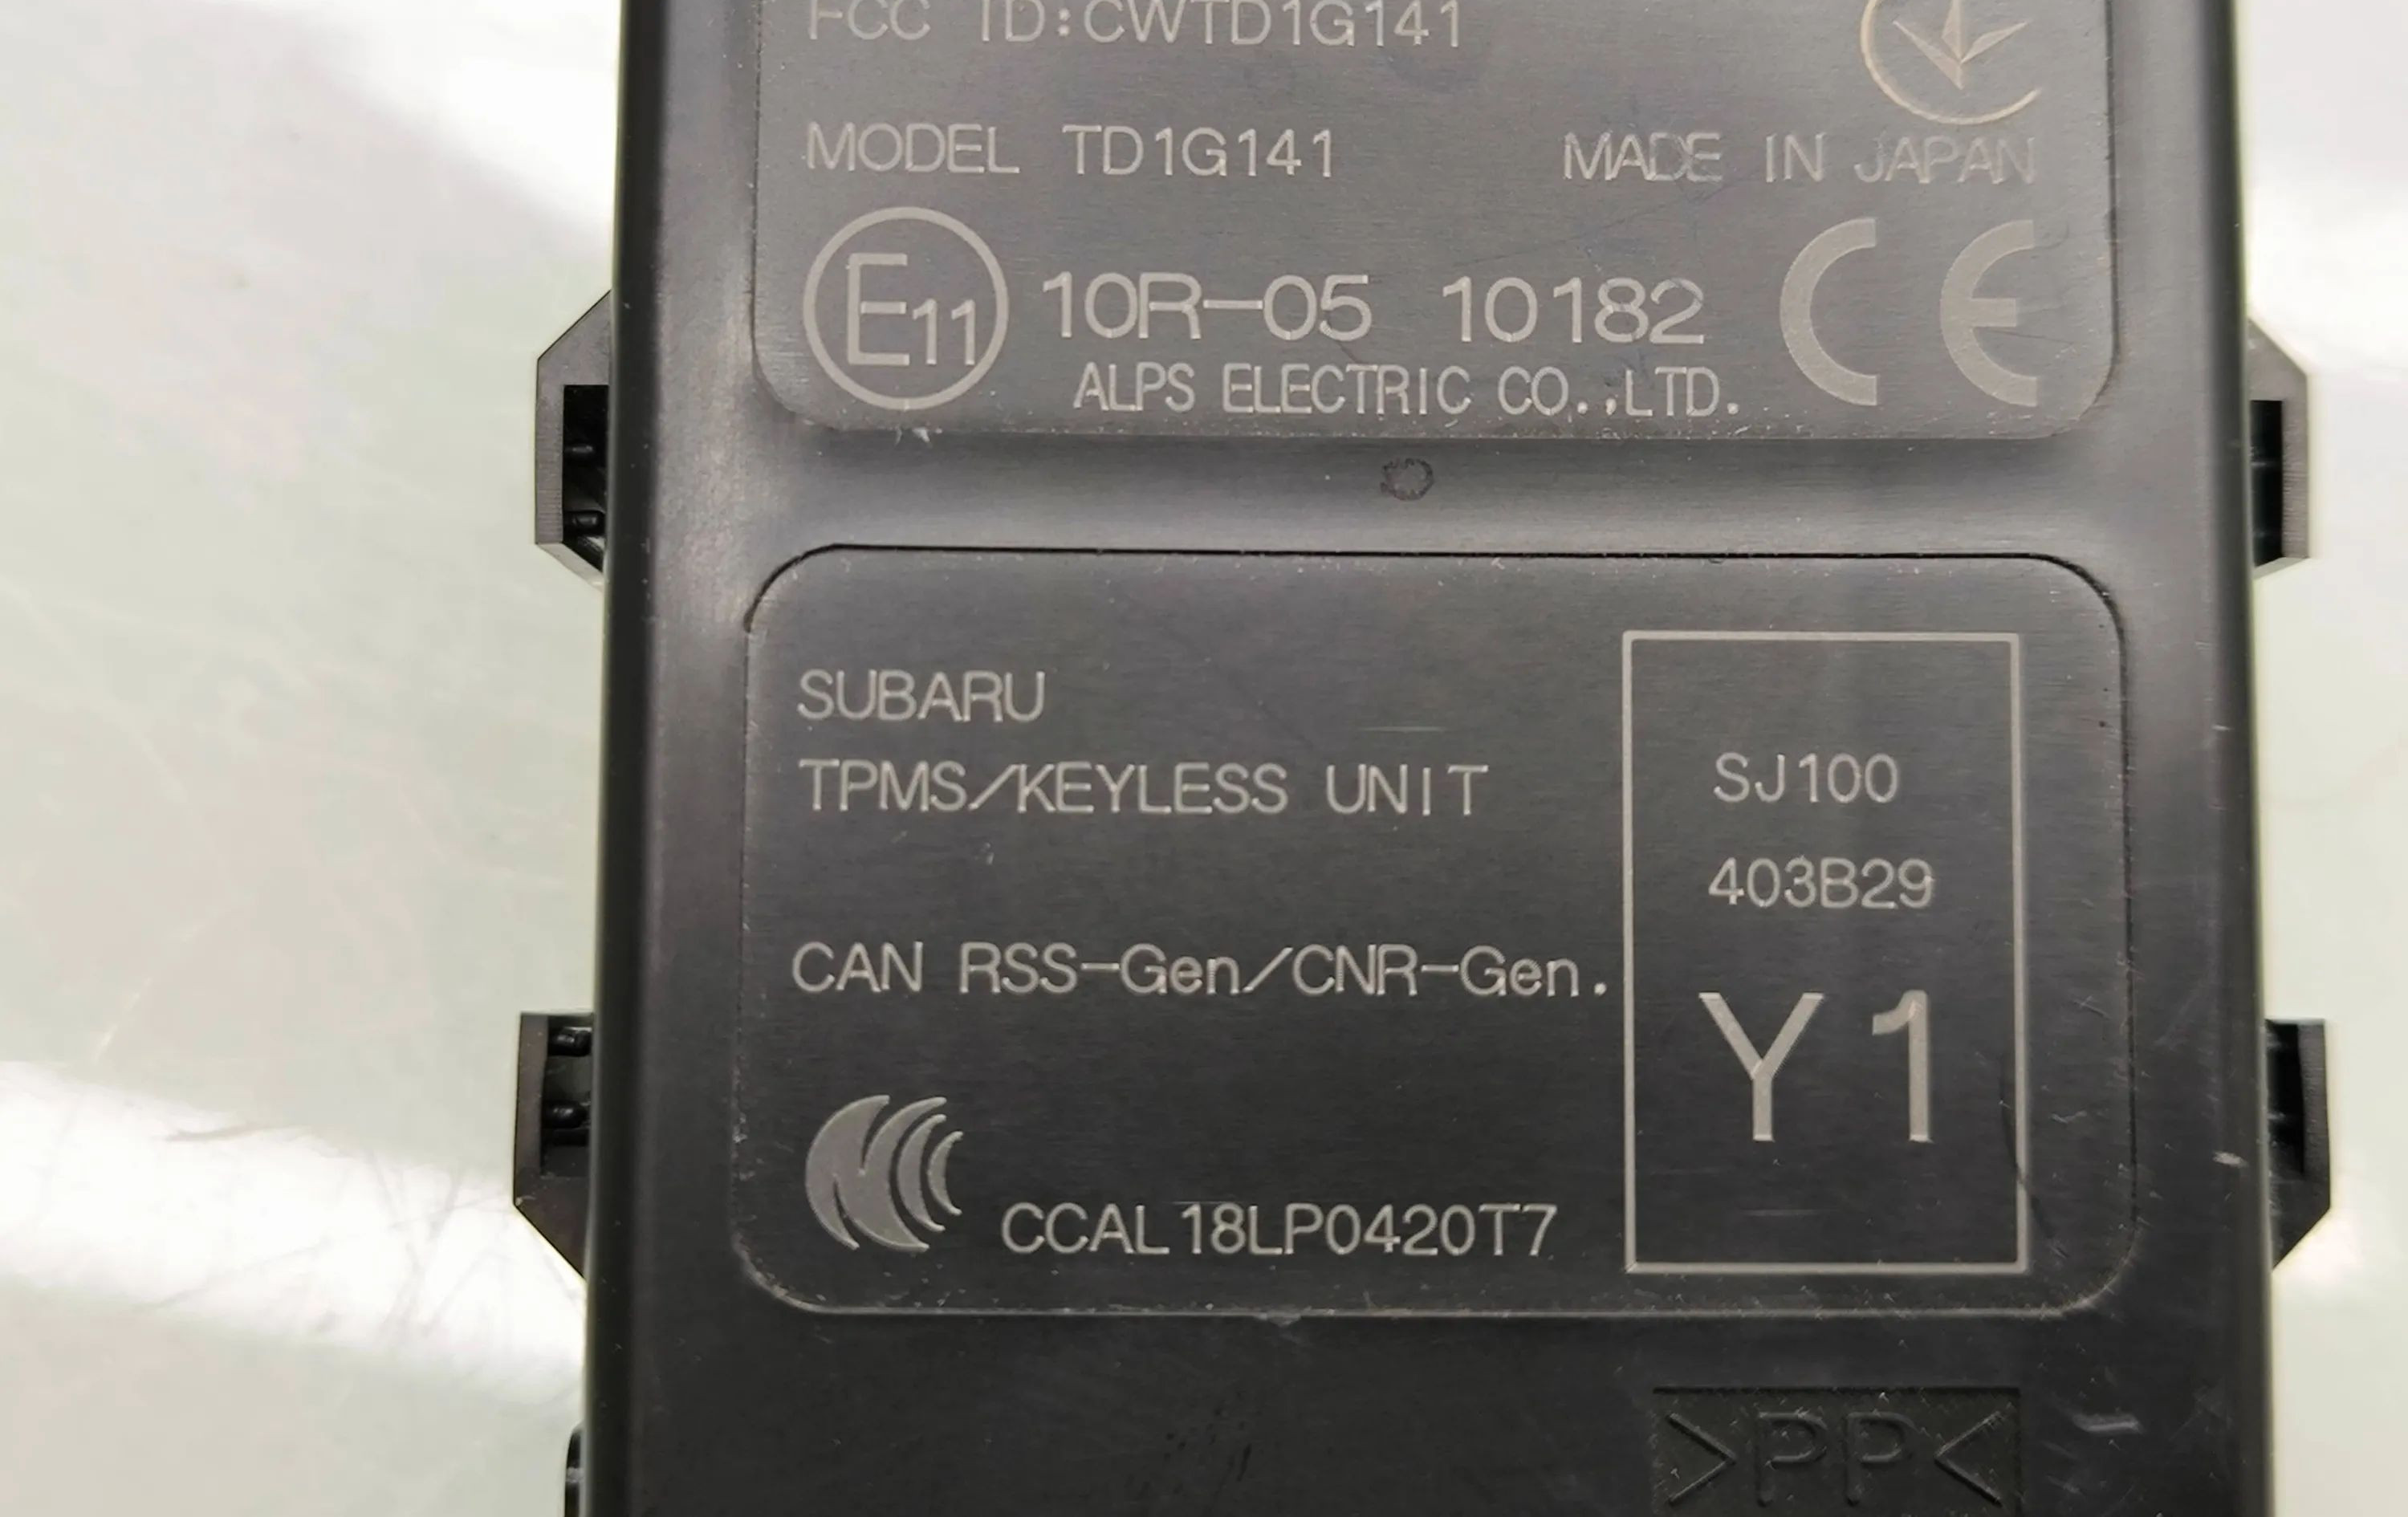 FCC ID:CWTD1G141
MODEL TD1G141 MADE IN JAPAN
E11 10R-05 10182 CE
ALPS ELECTRIC CO.,LTD.
SUBARU
TPMS/KEYLESS UNIT
CAN RSS-Gen/CNR-Gen.
CCAL18LP0420T7
SJ100
403B29
Y1
>PP<